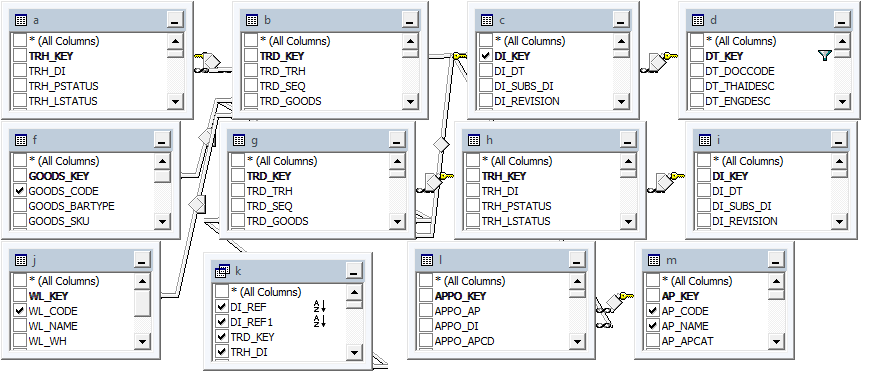 a
* (All Columns)
TRH_KEY
TRH_DI
TRH_PSTATUS
TRH_LSTATUS
b
* (All Columns)
TRD_KEY
TRD_TRH
TRD_SEQ
TRD_GOODS
c
* (All Columns)
DI_KEY
DI_DT
DI_SUBS_DI
DI_REVISION
d
* (All Columns)
DT_KEY
DT_DOCCODE
DT_THAIDESC
DT_ENGDESC
f
* (All Columns)
GOODS_KEY
GOODS_CODE
GOODS_BARTYPE
GOODS_SKU
g
* (All Columns)
TRD_KEY
TRD_TRH
TRD_SEQ
TRD_GOODS
h
* (All Columns)
TRH_KEY
TRH_DI
TRH_PSTATUS
TRH_LSTATUS
i
* (All Columns)
DI_KEY
DI_DT
DI_SUBS_DI
DI_REVISION
j
* (All Columns)
WL_KEY
WL_CODE
WL_NAME
WL_WH
k
* (All Columns)
DI_REF
DI_REF1
TRD_KEY
TRH_DI
l
* (All Columns)
APPO_KEY
APPO_AP
APPO_DI
APPO_APCD
m
* (All Columns)
AP_KEY
AP_CODE
AP_NAME
AP_APCAT